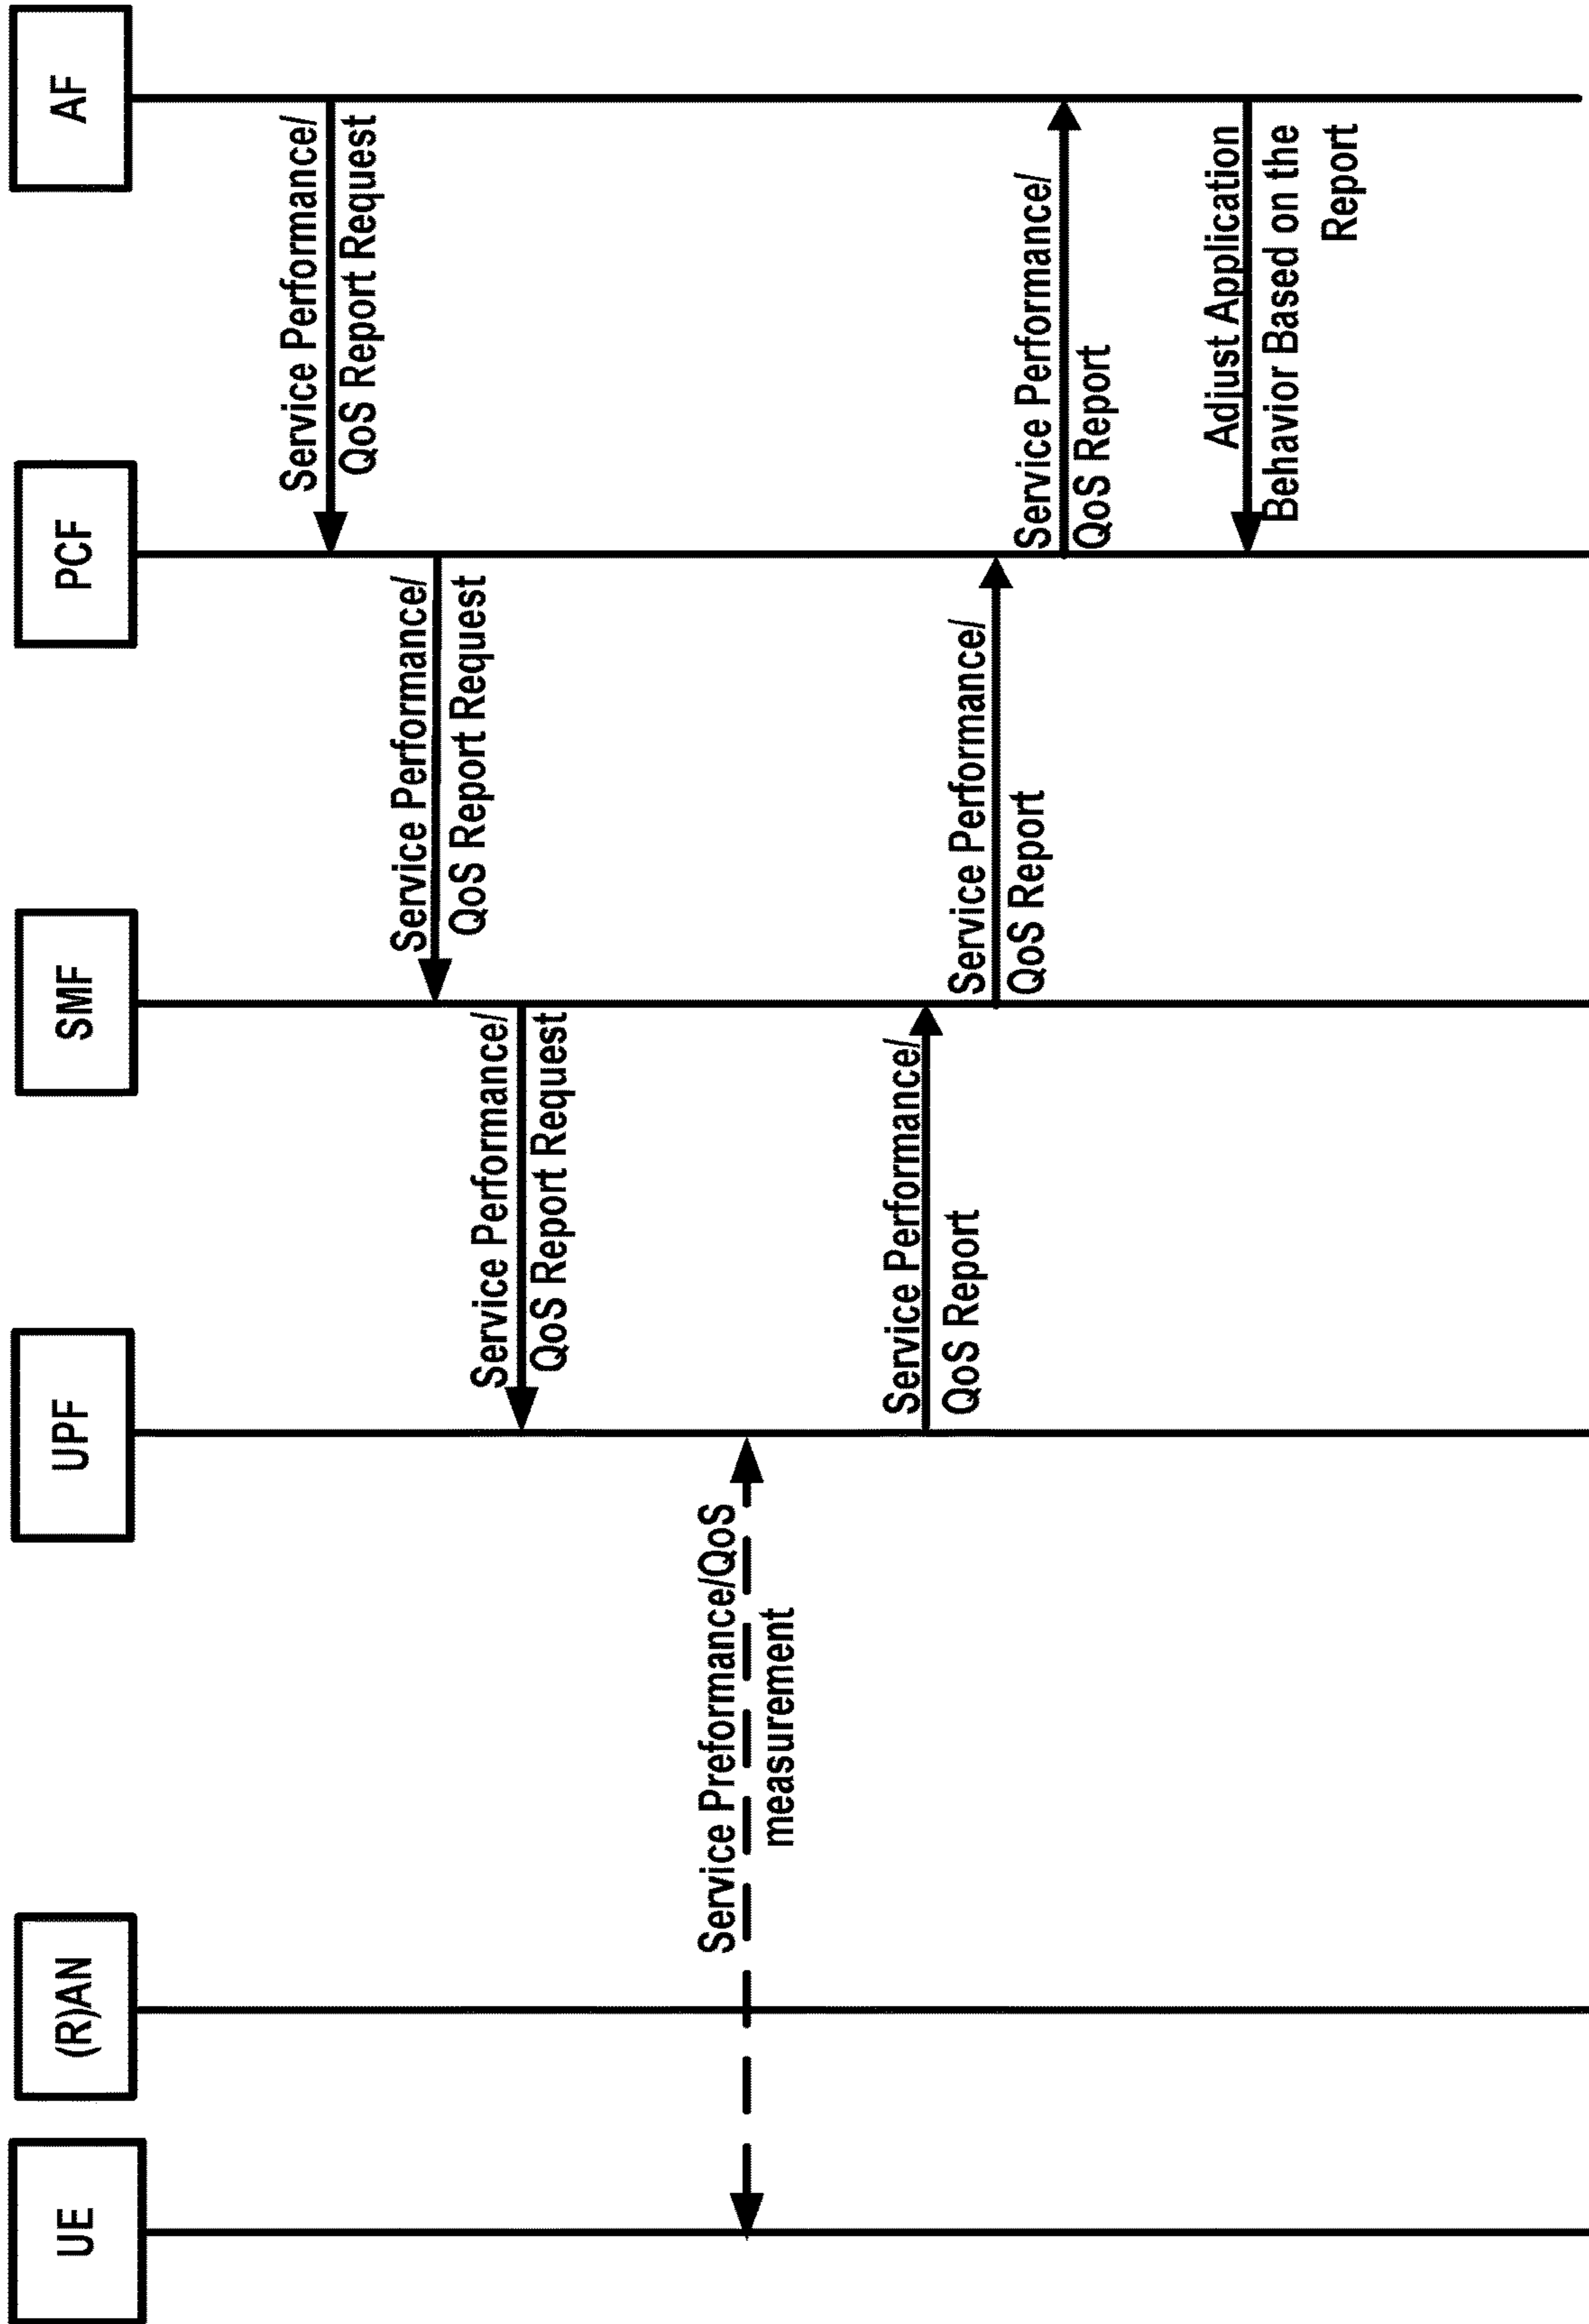 UE
(R)AN
UPF
SMF
PCF
AF
Service Performance/
QoS Report Request
Service Performance/
QoS Report Request
Service Performance/
QoS Report Request
Service Preformance/QoS
measurement
Service Performance/
QoS Report
Service Performance/
QoS Report
Service Performance/
QoS Report
Adjust Application
Behavior Based on the
Report